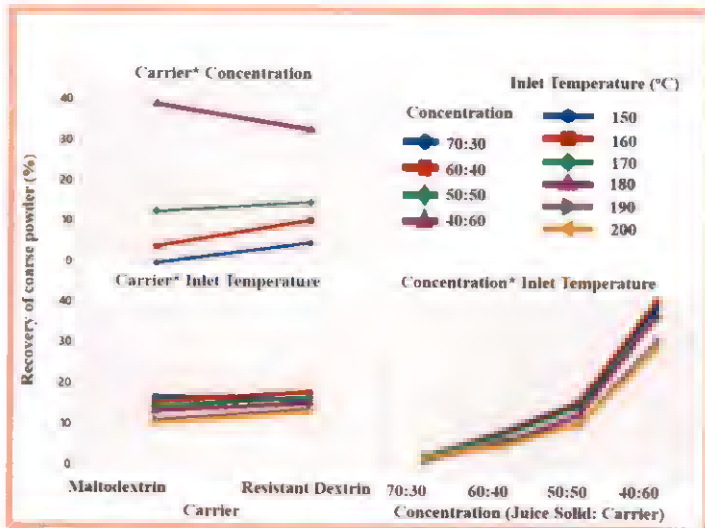 Carrier* Concentration
Inlet Temperature (°C)
Concentration
70:30
60:40
50:50
40:60
150
160
170
180
190
200
Recovery of coarse powder (%)
40
30
20
10
0
Carrier* Inlet Temperature
Concentration* Inlet Temperature
40
30
20
10
0
Maltodextrin
Resistant Dextrin
70:30
60:40
50:50
40:60
Carrier
Concentration (Juice Solid: Carrier)